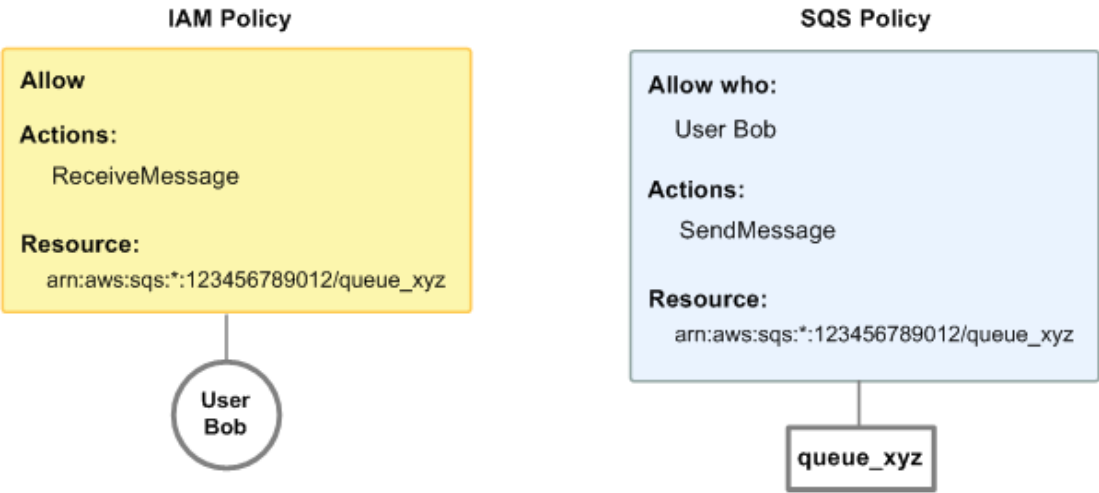 IAM Policy
Allow
Actions:
ReceiveMessage
Resource:
arn:aws:sqs:*:123456789012/queue_xyz
User
Bob
SQS Policy
Allow who:
User Bob
Actions:
SendMessage
Resource:
arn:aws:sqs:*:123456789012/queue_xyz
queue_xyz